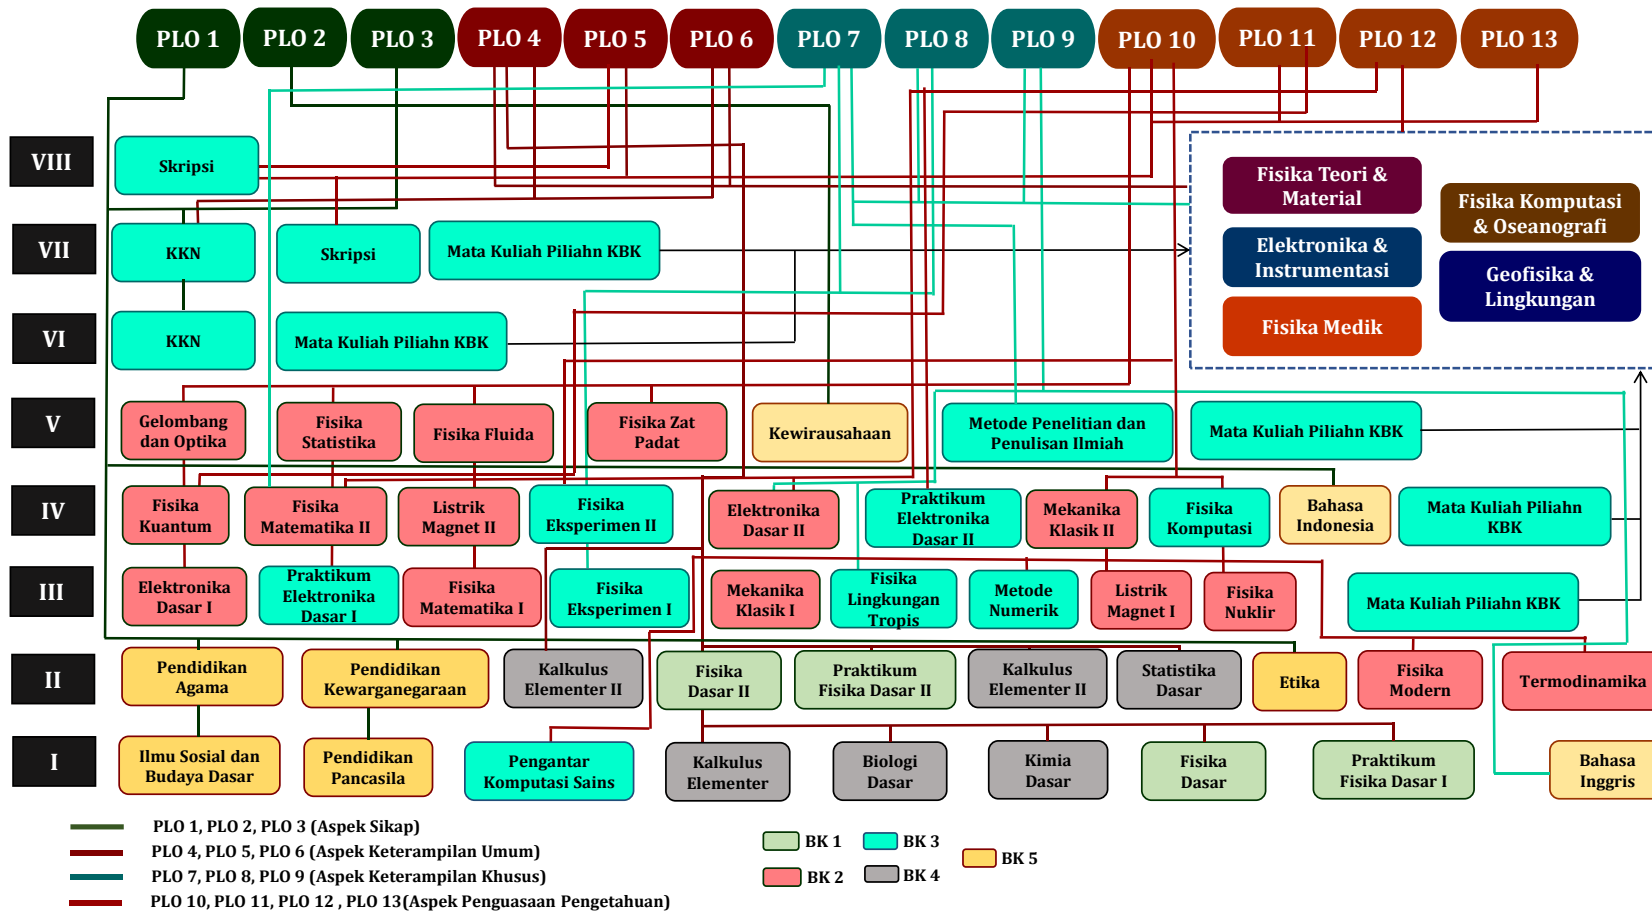 PLO 1
PLO 2
PLO 3
PLO 4
PLO 5
PLO 6
PLO 7
PLO 8
PLO 9
PLO 10
PLO 11
PLO 12
PLO 13
VIII
Skripsi
Fisika Teori &
Material
Elektronika &
Instrumentasi
Fisika Medik
Fisika Komputasi
& Oseanografi
Geofisika &
Lingkungan
VII
KKN
Skripsi
Mata Kuliah Piliahn KBK
VI
KKN
Mata Kuliah Piliahn KBK
V
Gelombang
dan Optika
Fisika
Statistika
Fisika Fluida
Fisika Zat
Padat
Kewirausahaan
Metode Penelitian dan
Penulisan Ilmiah
Mata Kuliah Piliahn KBK
IV
Fisika
Kuantum
Fisika
Matematika II
Listrik
Magnet II
Fisika
Eksperimen II
Elektronika
Dasar II
Praktikum
Elektronika
Dasar II
Mekanika
Klasik II
Fisika
Komputasi
Bahasa
Indonesia
Mata Kuliah Piliahn
KBK
III
Elektronika
Dasar I
Praktikum
Elektronika
Dasar I
Fisika
Matematika I
Fisika
Eksperimen I
Mekanika
Klasik I
Fisika
Lingkungan
Tropis
Metode
Numerik
Listrik
Magnet I
Fisika
Nuklir
Mata Kuliah Piliahn KBK
II
Pendidikan
Agama
Pendidikan
Kewarganegaraan
Kalkulus
Elementer II
Fisika
Dasar II
Praktikum
Fisika Dasar II
Kalkulus
Elementer II
Statistika
Dasar
Etika
Fisika
Modern
Termodinamika
I
Ilmu Sosial dan
Budaya Dasar
Pendidikan
Pancasila
Pengantar
Komputasi Sains
Kalkulus
Elementer
Biologi
Dasar
Kimia
Dasar
Fisika
Dasar
Praktikum
Fisika Dasar I
Bahasa
Inggris
PLO 1, PLO 2, PLO 3 (Aspek Sikap)
PLO 4, PLO 5, PLO 6 (Aspek Keterampilan Umum)
PLO 7, PLO 8, PLO 9 (Aspek Keterampilan Khusus)
PLO 10, PLO 11, PLO 12 , PLO 13(Aspek Penguasaan Pengetahuan)
BK 1
BK 3
BK 5
BK 2
BK 4